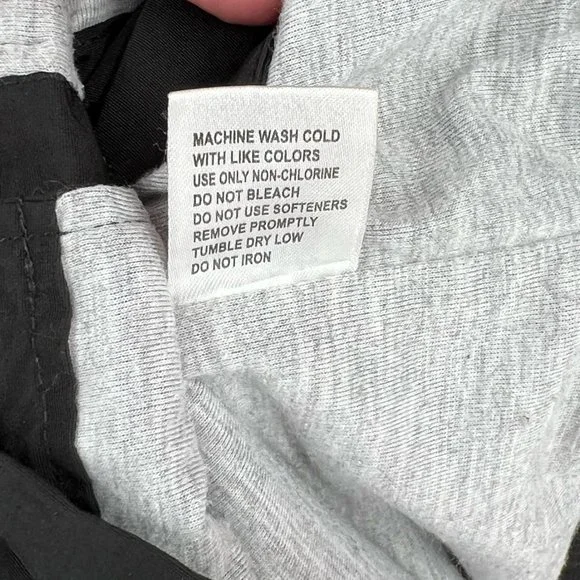 MACHINE WASH COLD
WITH LIKE COLORS
USE ONLY NON-CHLORINE
DO NOT BLEACH
DO NOT USE SOFTENERS
REMOVE PROMPTLY
TUMBLE DRY LOW
DO NOT IRON